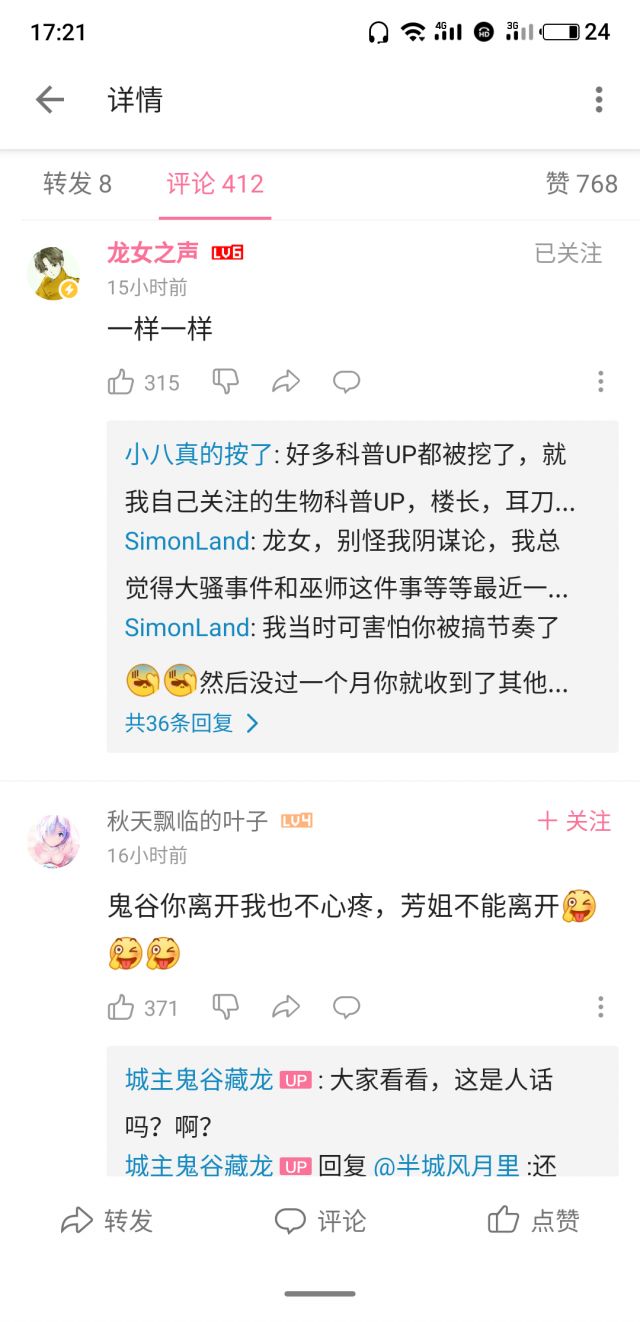 17:21
4G
HD
3G
24
详情
转发 8
评论 412
赞 768
龙女之声 LV6
已关注
15小时前
一样一样
315
小八真的按了: 好多科普UP都被挖了，就
我自己关注的生物科普UP，楼长，耳刀...
SimonLand: 龙女，别怪我阴谋论，我总
觉得大骚事件和巫师这件事等等最近一...
SimonLand: 我当时可害怕你被搞节奏了
然后没过一个月你就收到了其他...
共36条回复
秋天飘临的叶子 LV4
＋ 关注
16小时前
鬼谷你离开我也不心疼，芳姐不能离开
371
城主鬼谷藏龙 UP : 大家看看，这是人话
吗？啊？
城主鬼谷藏龙 UP 回复 @半城风月里 :还
转发
评论
点赞